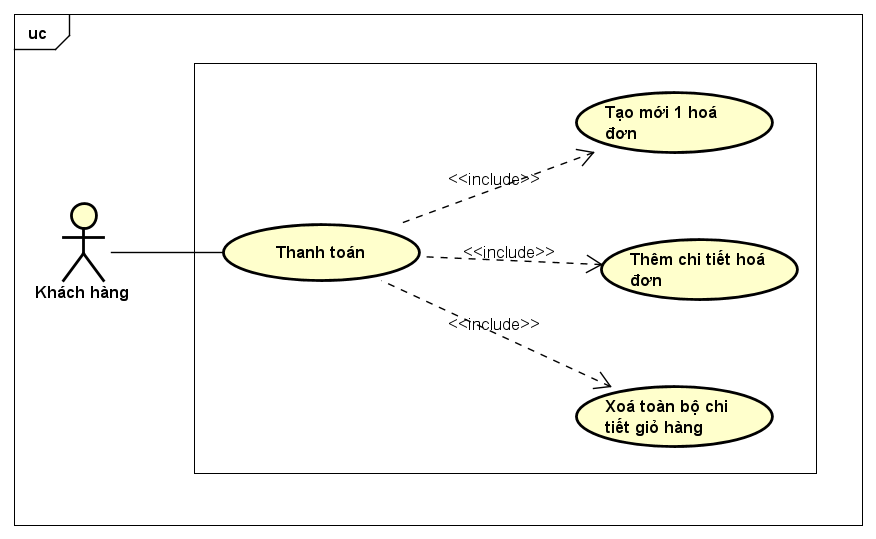 uc
Tạo mới 1 hoá
đơn
<<include>>
Thanh toán
<<include>>
Thêm chi tiết hoá
đơn
Khách hàng
<<include>>
Xoá toàn bộ chi
tiết giỏ hàng